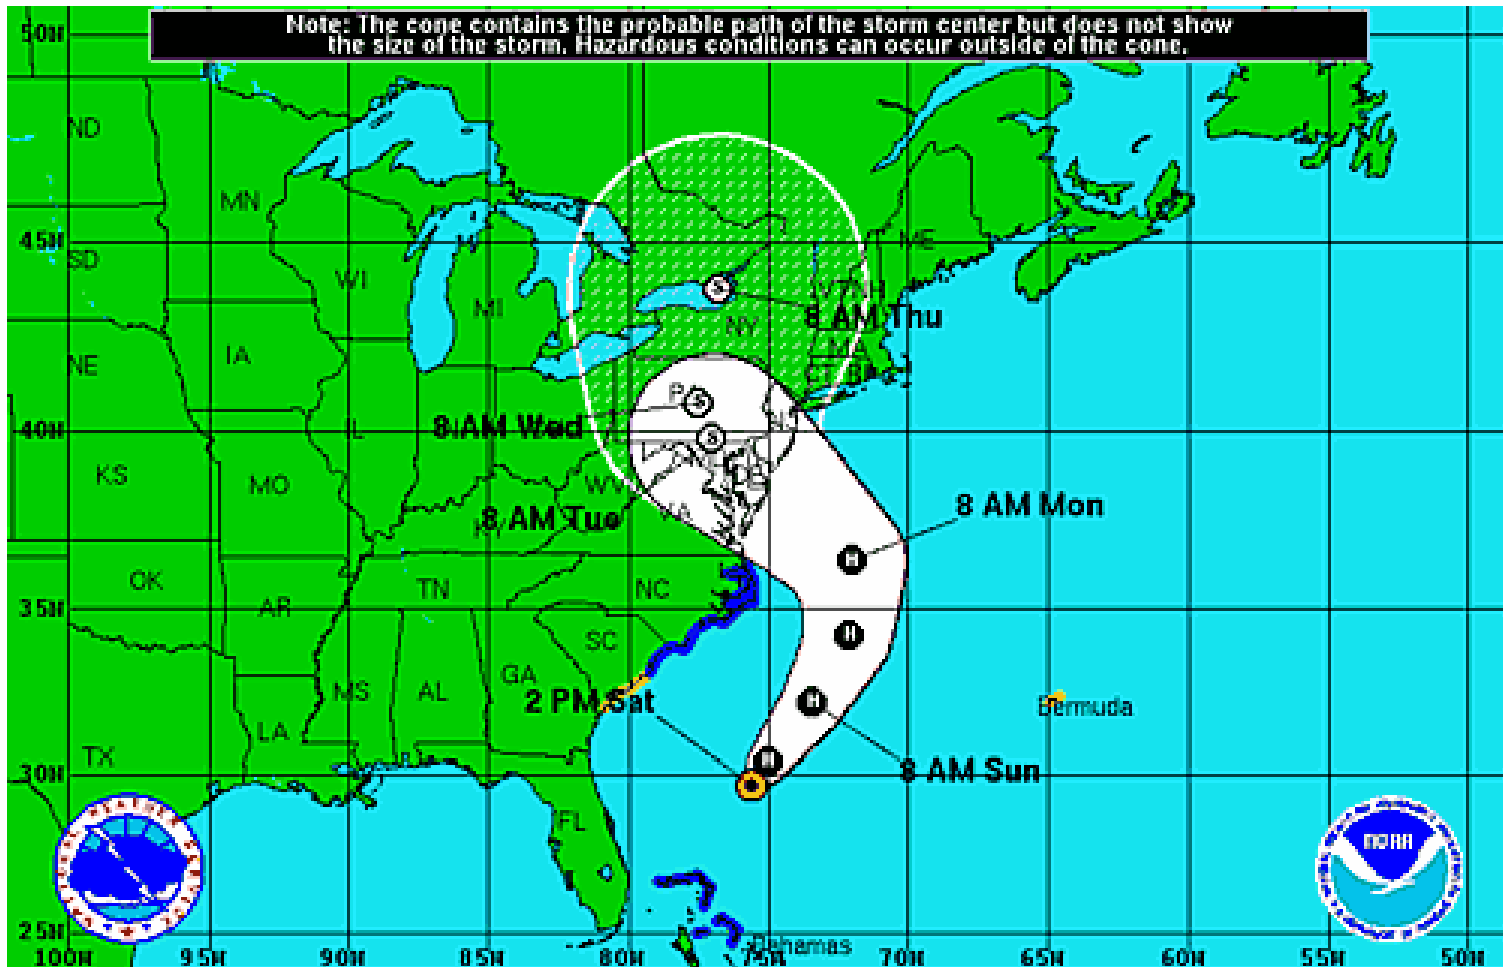 Note: The cone contains the probable path of the storm center but does not show
the size of the storm. Hazardous conditions can occur outside of the cone.
50N
ND
MN
ME
45N
SD
WI
MI
VT NH
8 AM Thu
NY
MA
IA
NE
CT RI
PA
8 AM Wed
40N
IL
NJ
KS
MO
WV
DE
8 AM Mon
VA
8 AM Tue
KY
OK
TN
NC
AR
35N
SC
GA
MS
AL
2 PM Sat
Bermuda
LA
TX
8 AM Sun
30N
FL
NATIONAL WEATHER SERVICE
NOAA
25N
Bahamas
100W 95W 90W 85W 80W 75W 70W 65W 60W 55W 50W